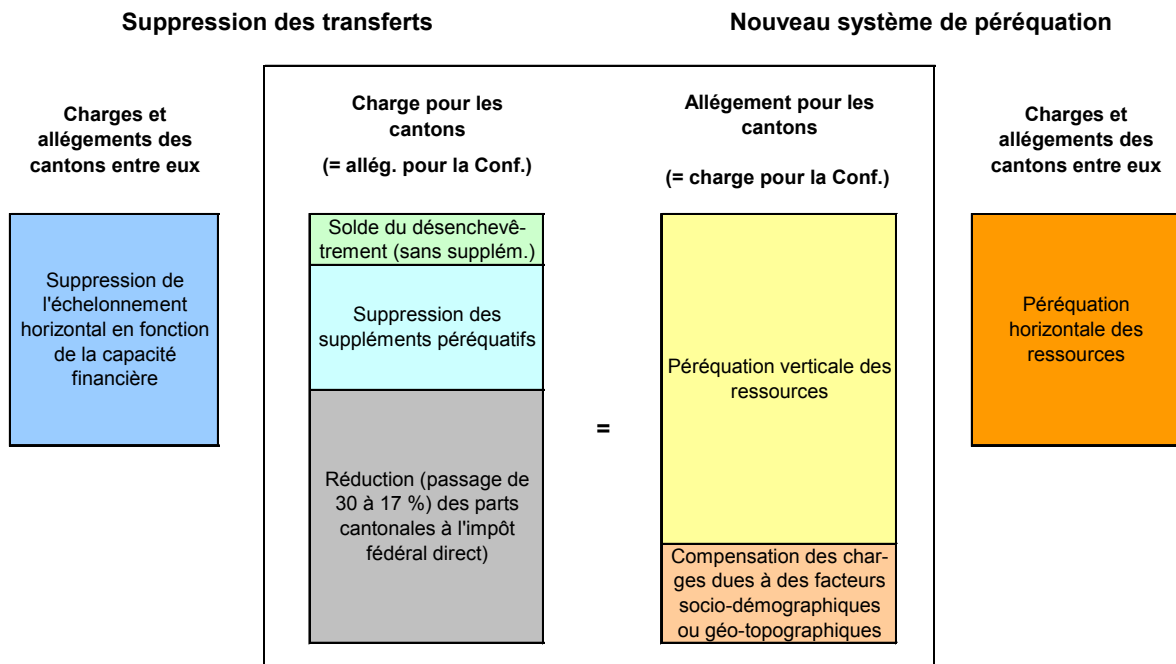 Suppression des transferts
Nouveau système de péréquation
Charges et
allégements des
cantons entre eux
Charge pour les
cantons
(= allég. pour la Conf.)
Allégement pour les
cantons
(= charge pour la Conf.)
Charges et
allégements des
cantons entre eux
Suppression de
l'échelonnement
horizontal en fonction
de la capacité
financière
Solde du désenchevê-
trement (sans supplém.)
Suppression des
suppléments péréquatifs
Réduction (passage de
30 à 17 %) des parts
cantonales à l'impôt
fédéral direct)
=
Péréquation verticale des
ressources
Compensation des char-
ges dues à des facteurs
socio-démographiques
ou géo-topographiques
Péréquation
horizontale des
ressources